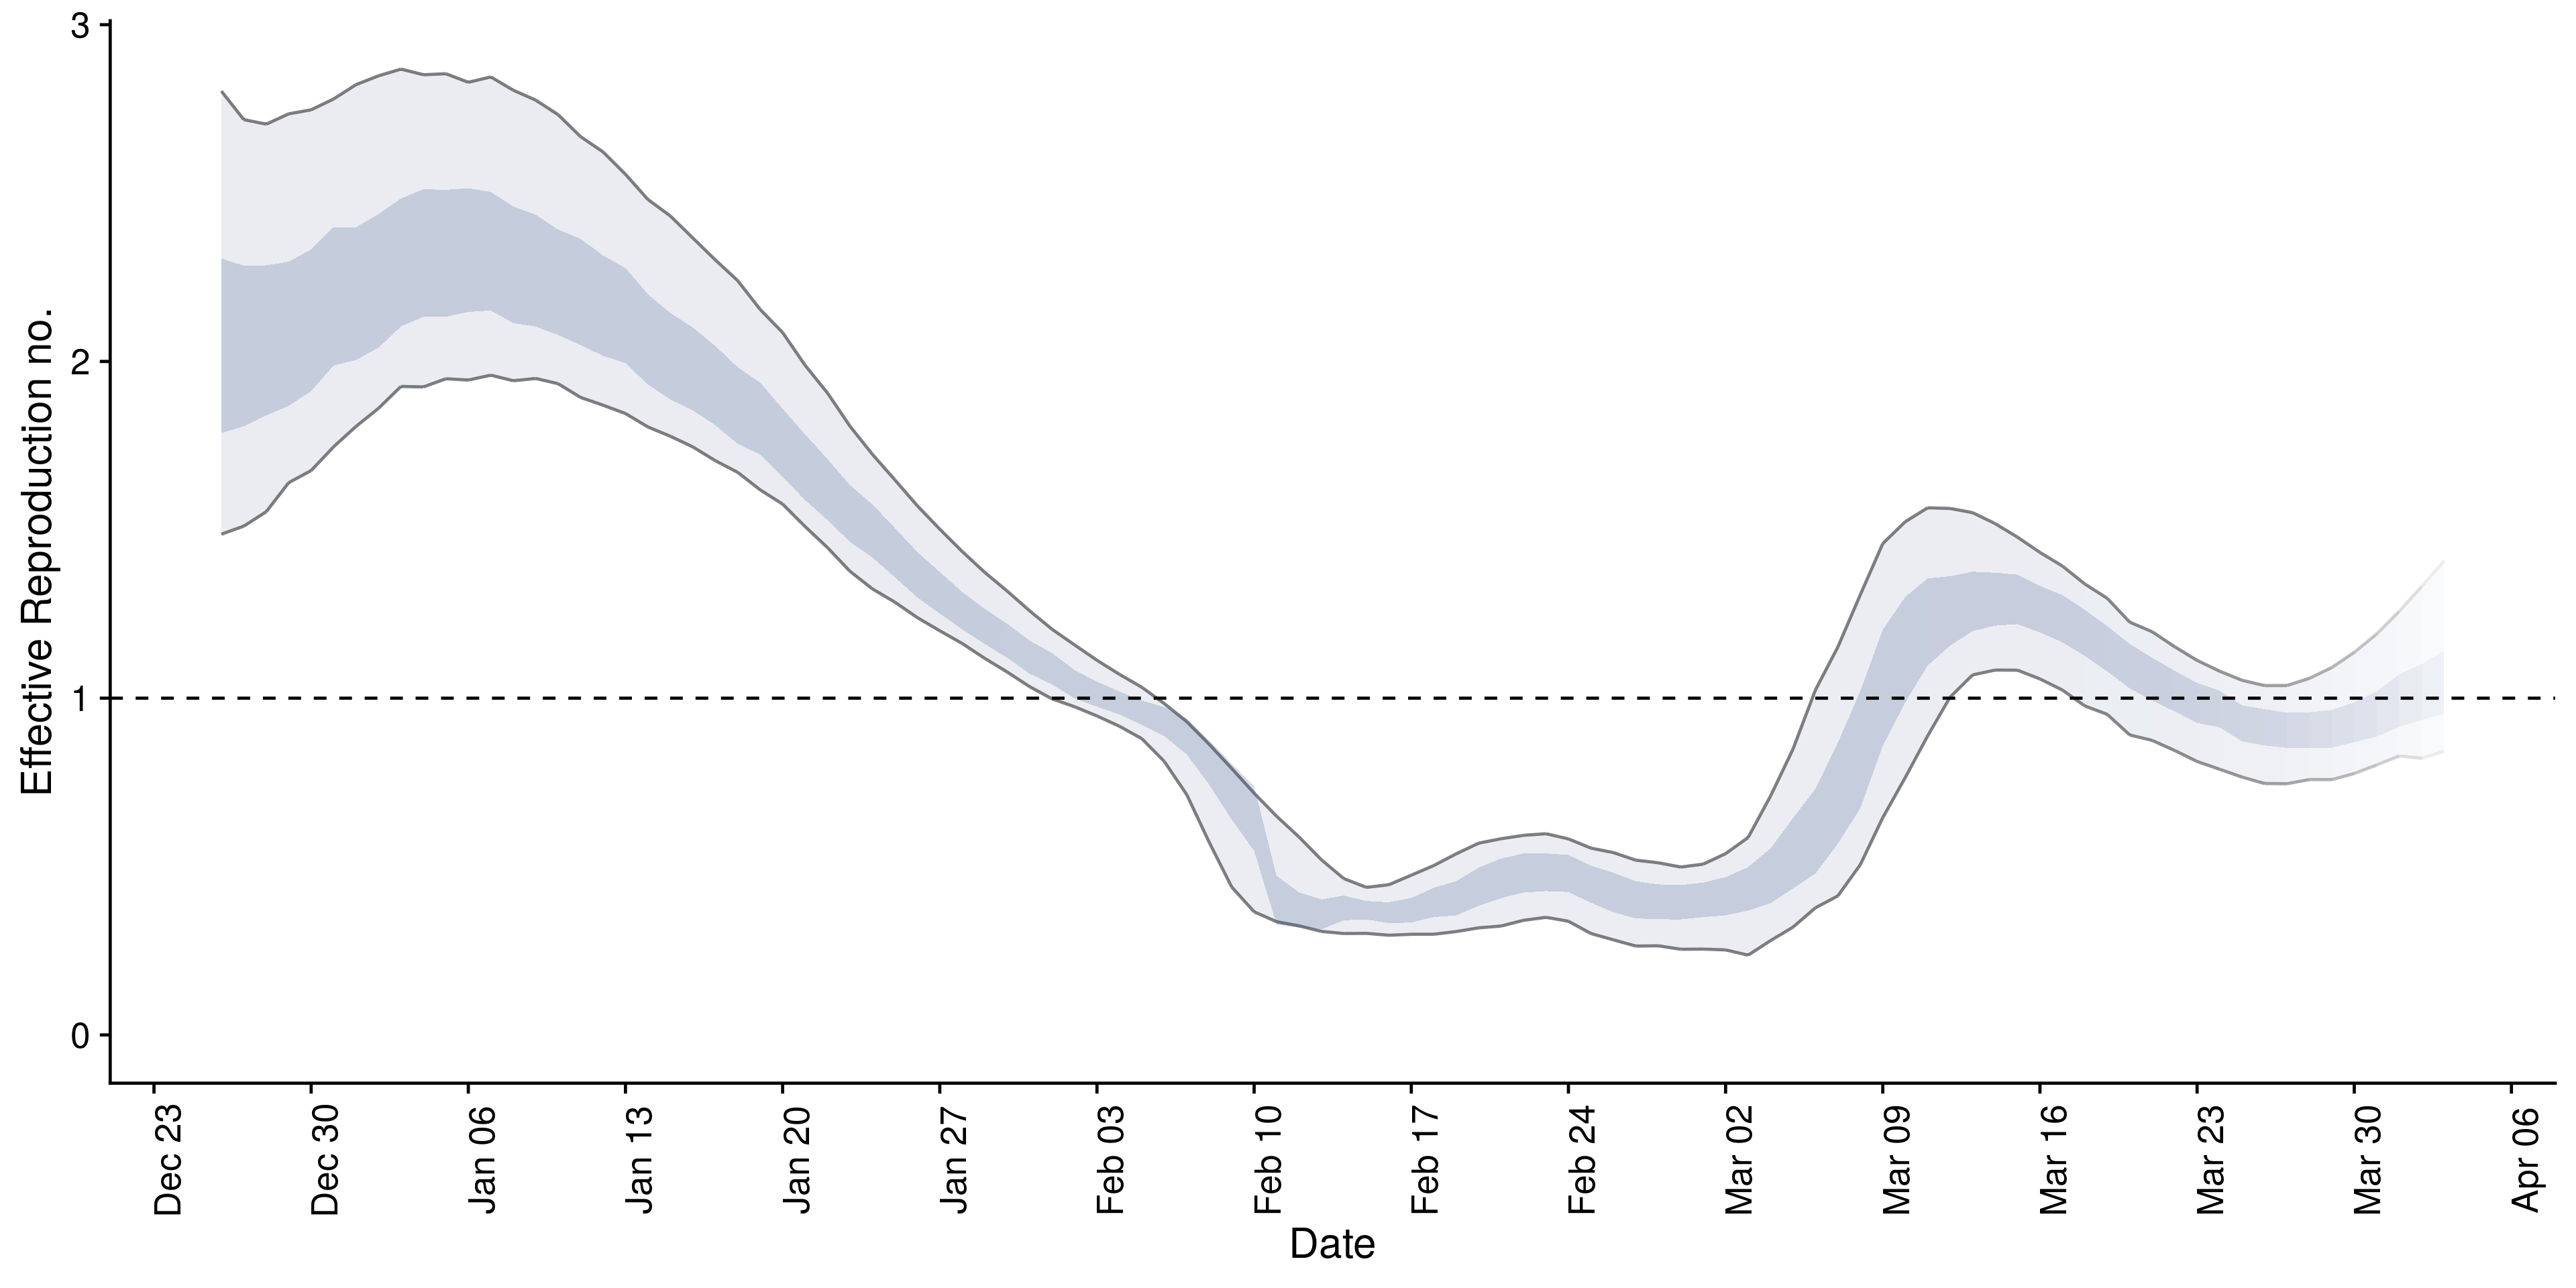 3
2
1
0
Effective Reproduction no.
Dec 23
Dec 30
Jan 06
Jan 13
Jan 20
Jan 27
Feb 03
Feb 10
Feb 17
Feb 24
Mar 02
Mar 09
Mar 16
Mar 23
Mar 30
Apr 06
Date